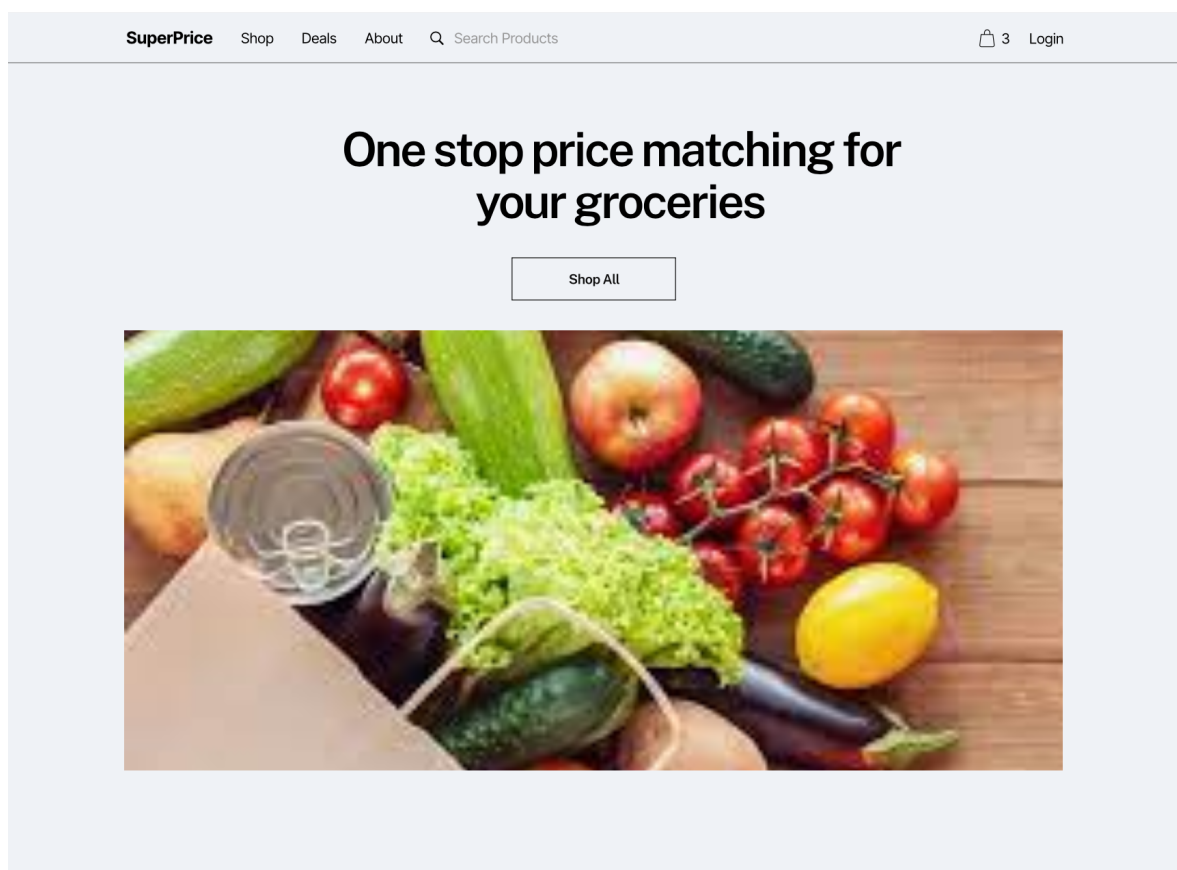 SuperPrice Shop Deals About Search Products 3 Login
One stop price matching for
your groceries
Shop All